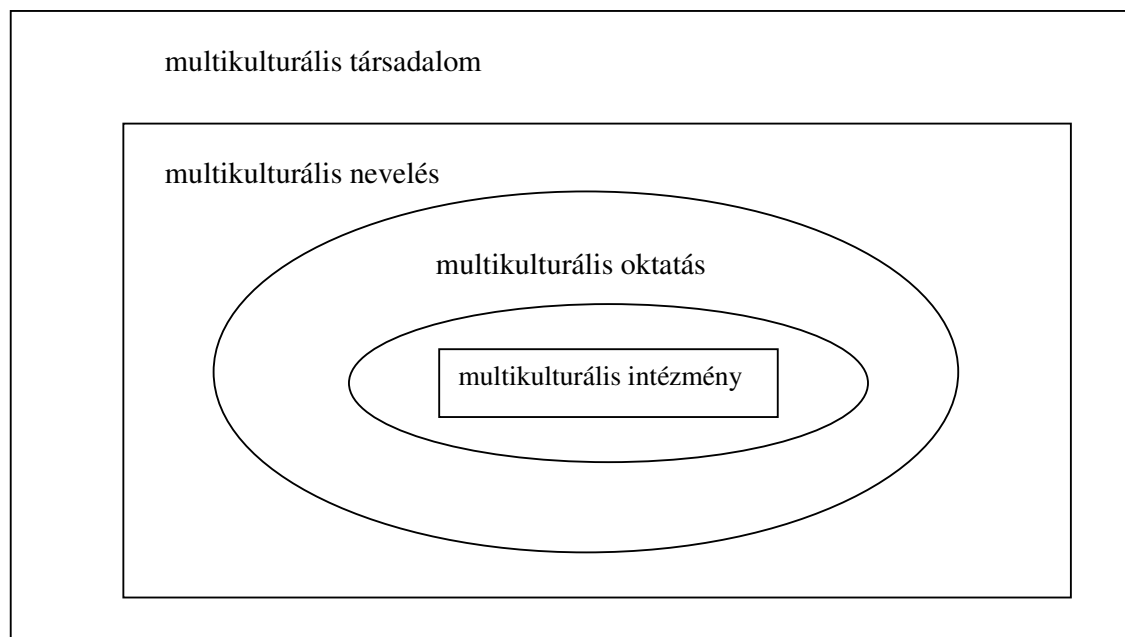 multikulturális társadalom
multikulturális nevelés
multikulturális oktatás
multikulturális intézmény